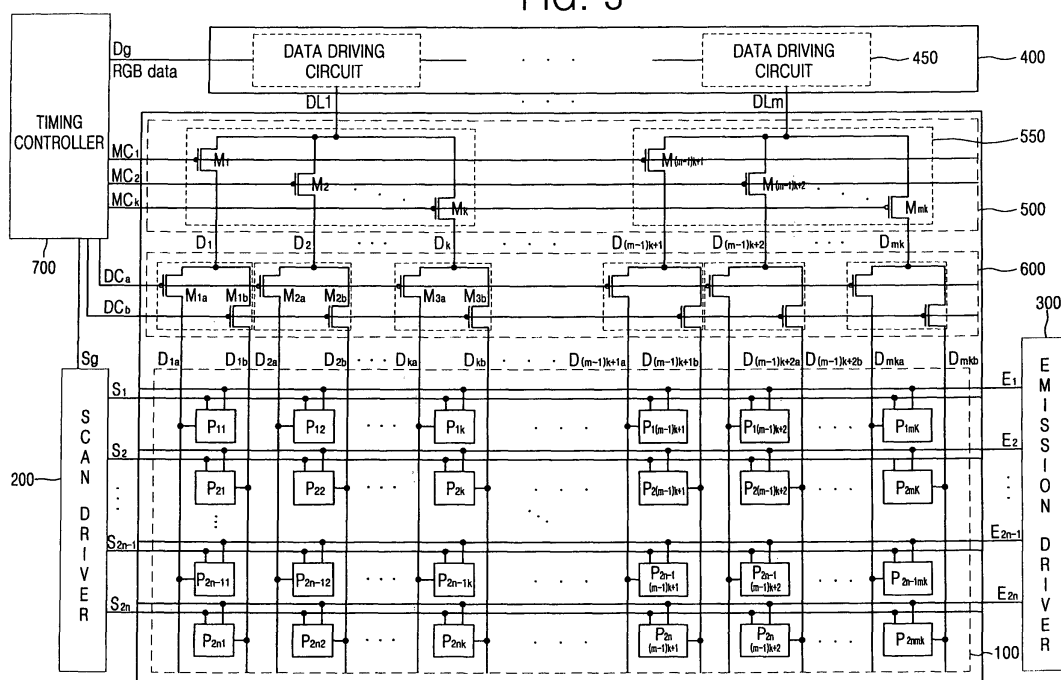 FIG. 5
Dg
RGB data
DATA DRIVING CIRCUIT
. . . .
DATA DRIVING CIRCUIT
450
400
DL1
. . . .
DLm
TIMING CONTROLLER
700
MC1
MC2
MCk
M1
M2
Mk
M(m-1)k+1
M(m-1)k+2
Mmk
550
500
D1
D2
. . . .
Dk
. . . .
D(m-1)k+1
D(m-1)k+2
. . . .
Dmk
DCa
DCb
M1a
M1b
M2a
M2b
M3a
M3b
600
300
Sg
D1a
D1b
D2a
D2b
. . . .
Dka
Dkb
. . . .
D(m-1)k+1a
D(m-1)k+1b
D(m-1)k+2a
D(m-1)k+2b
Dmka
Dmkb
SCAN DRIVER
200
EMISSION DRIVER
S1
P11
P12
. . . .
P1k
. . . .
P1(m-1)k+1
P1(m-1)k+2
. . . .
P1mK
E1
S2
P21
P22
. . . .
P2k
. . . .
P2(m-1)k+1
P2(m-1)k+2
. . . .
P2mK
E2
S2n-1
P2n-11
P2n-12
. . . .
P2n-1k
. . . .
P2n-1(m-1)k+1
P2n-1(m-1)k+2
. . . .
P2n-1mk
E2n-1
S2n
P2n1
P2n2
. . . .
P2nk
. . . .
P2n(m-1)k+1
P2n(m-1)k+2
. . . .
P2nmk
E2n
100